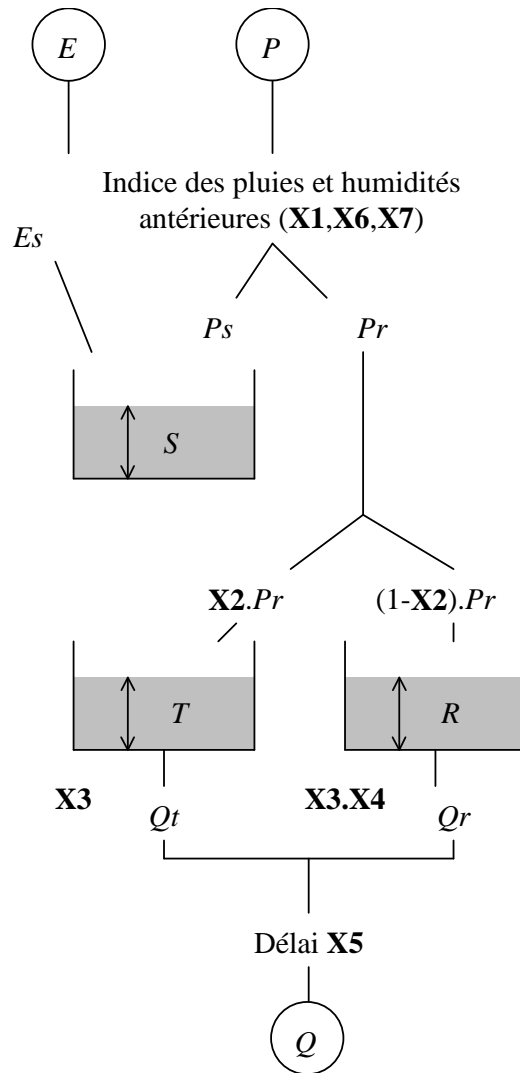 E
P
Indice des pluies et humidités
antérieures (X1,X6,X7)
Es
Ps
Pr
S
X2.Pr
(1-X2).Pr
T
R
X3
X3.X4
Qt
Qr
Délai X5
Q